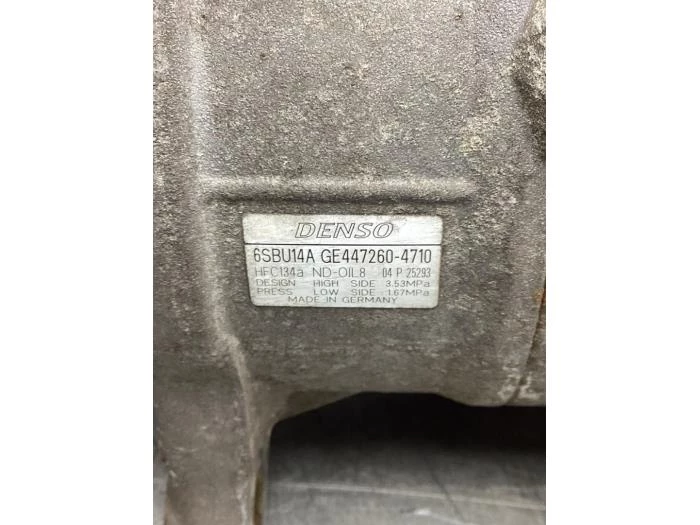 DENSO
6SBU14A GE447260-4710
HFC134a ND-OIL8 04 P 25293
DESIGN HIGH SIDE 3.53MPa
PRESS LOW SIDE 1.67MPa
MADE IN GERMANY